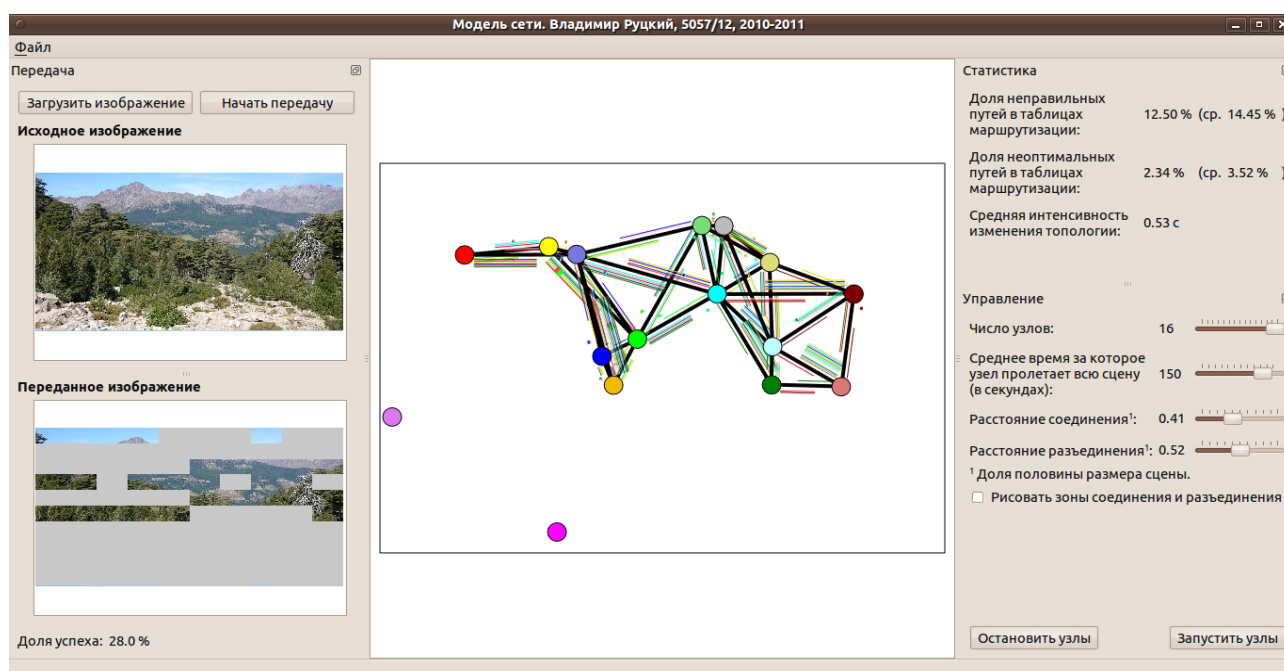 Модель сети. Владимир Руцкий, 5057/12, 2010-2011
Файл
Передача
Загрузить изображение
Начать передачу
Исходное изображение
Переданное изображение
Доля успеха: 28.0 %
Статистика
Доля неправильных
путей в таблицах 12.50 % (ср. 14.45 % )
маршрутизации:
Доля неоптимальных
путей в таблицах 2.34 % (ср. 3.52 % )
маршрутизации:
Средняя интенсивность
изменения топологии: 0.53 с
Управление
Число узлов: 16
Среднее время за которое
узел пролетает всю сцену 150
(в секундах):
Расстояние соединения¹: 0.41
Расстояние разъединения¹: 0.52
¹ Доля половины размера сцены.
Рисовать зоны соединения и разъединения
Остановить узлы
Запустить узлы